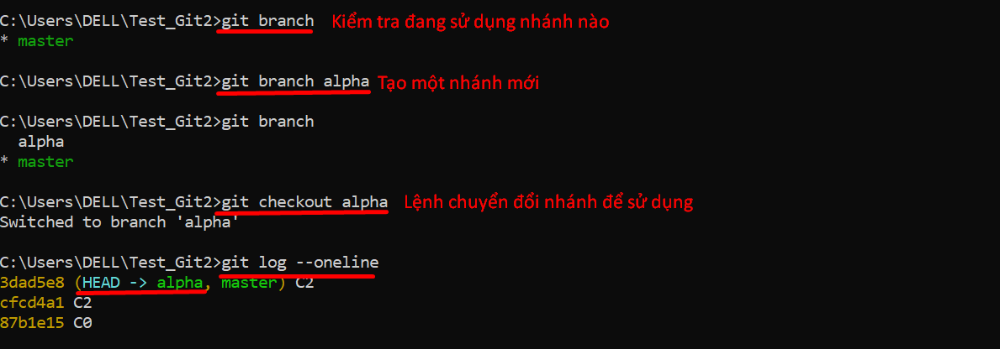 C:\Users\DELL\Test_Git2>git branch Kiểm tra đang sử dụng nhánh nào
* master
C:\Users\DELL\Test_Git2>git branch alpha Tạo một nhánh mới
C:\Users\DELL\Test_Git2>git branch
alpha
* master
C:\Users\DELL\Test_Git2>git checkout alpha Lệnh chuyển đổi nhánh để sử dụng
Switched to branch 'alpha'
C:\Users\DELL\Test_Git2>git log --oneline
3dad5e8 (HEAD -> alpha, master) C2
cfcd4a1 C2
87b1e15 C0